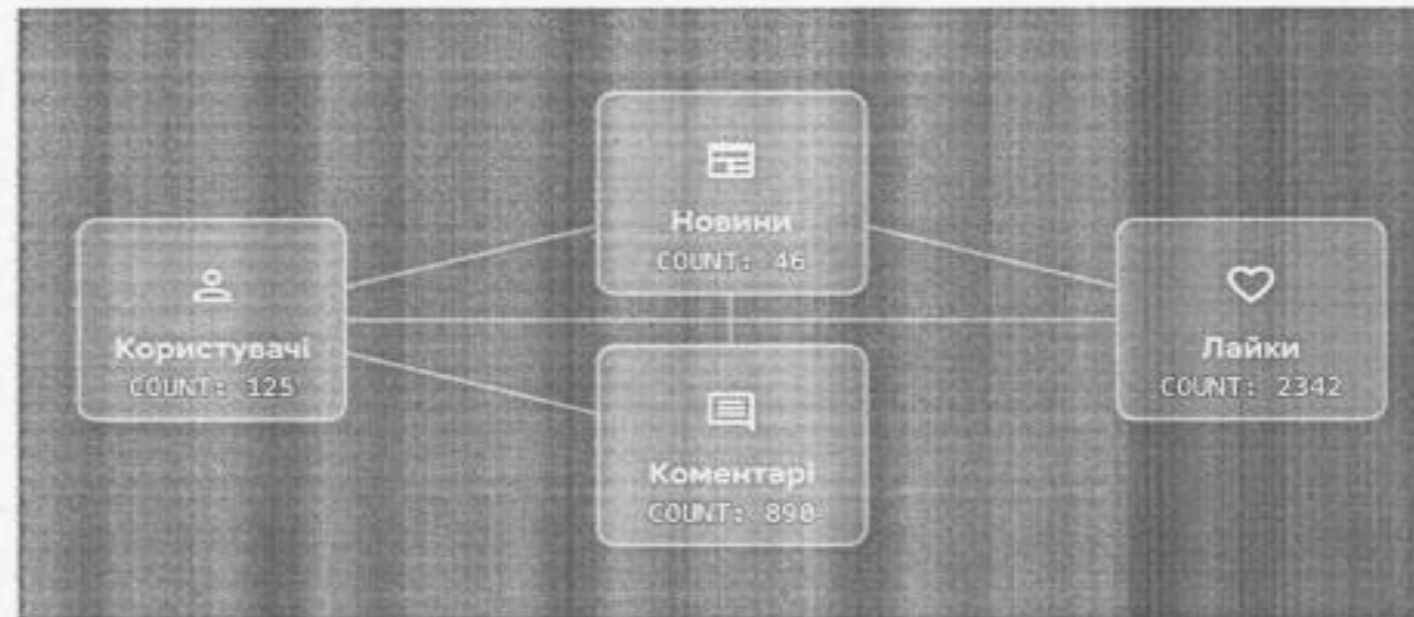 Новини
COUNT: 46
Користувачі
COUNT: 125
Лайки
COUNT: 2342
Коментарі
COUNT: 890